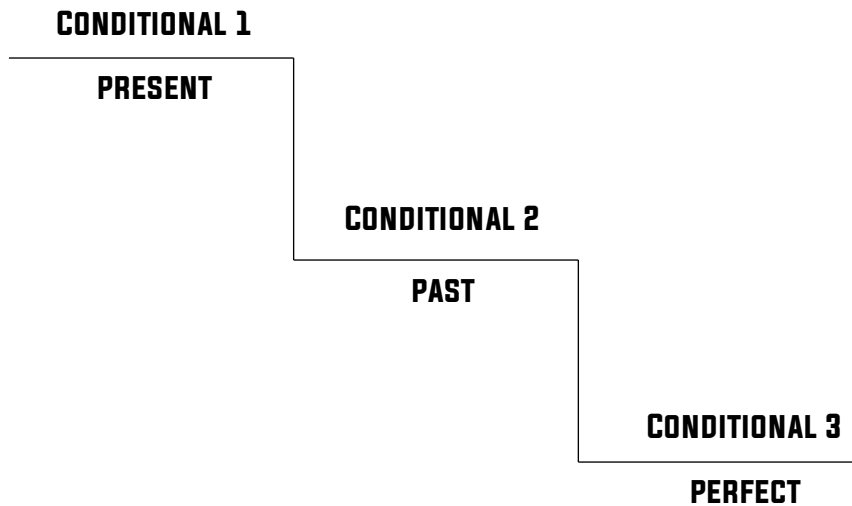 Conditional 1
PRESENT
Conditional 2
PAST
Conditional 3
PERFECT